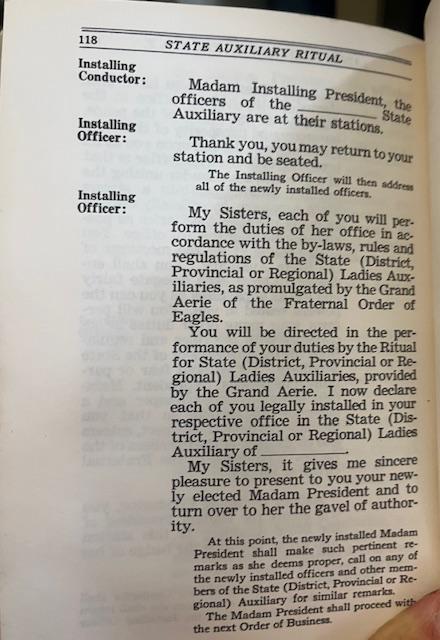 118 STATE AUXILIARY RITUAL
Installing
Conductor:
Madam Installing President, the
officers of the ________ State
Auxiliary are at their stations.
Installing
Officer:
Thank you, you may return to your
station and be seated.
The Installing Officer will then address
all of the newly installed officers.
Installing
Officer:
My Sisters, each of you will per-
form the duties of her office in ac-
cordance with the by-laws, rules and
regulations of the State (District,
Provincial or Regional) Ladies Aux-
iliaries, as promulgated by the Grand
Aerie of the Fraternal Order of
Eagles.
You will be directed in the per-
formance of your duties by the Ritual
for State (District, Provincial or Re-
gional) Ladies Auxiliaries, provided
by the Grand Aerie. I now declare
each of you legally installed in your
respective office in the State (Dis-
trict, Provincial or Regional) Ladies
Auxiliary of ________.
My Sisters, it gives me sincere
pleasure to present to you your new-
ly elected Madam President and to
turn over to her the gavel of author-
ity.
At this point, the newly installed Madam
President shall make such pertinent re-
marks as she deems proper, call on any of
the newly installed officers and other mem-
bers of the State (District, Provincial or Re-
gional) Auxiliary for similar remarks.
The Madam President shall proceed with
the next Order of Business.